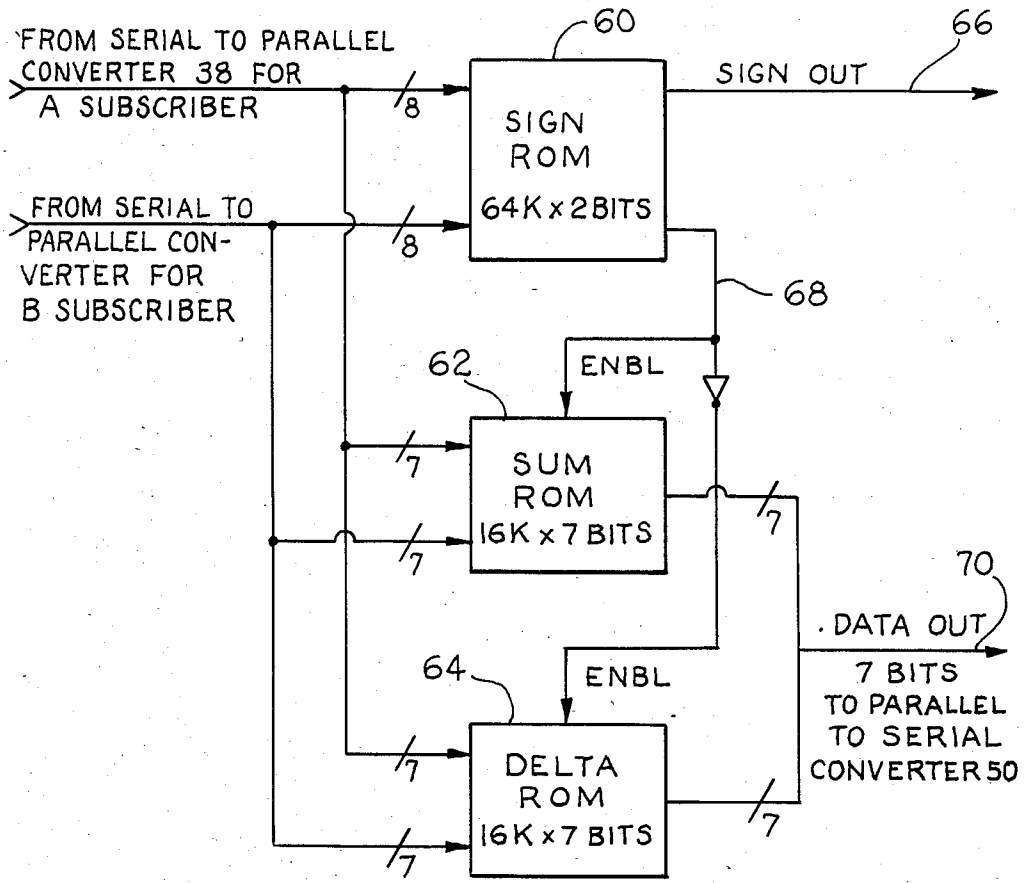 FROM SERIAL TO PARALLEL
CONVERTER 38 FOR
A SUBSCRIBER
8
60
SIGN
ROM
64K x 2 BITS
SIGN OUT
66
FROM SERIAL TO
PARALLEL CON-
VERTER FOR
B SUBSCRIBER
8
68
ENBL
62
7
SUM
ROM
16K x 7 BITS
7
7
ENBL
64
7
DELTA
ROM
16K x 7 BITS
7
7
70
DATA OUT
7 BITS
TO PARALLEL
TO SERIAL
CONVERTER 50